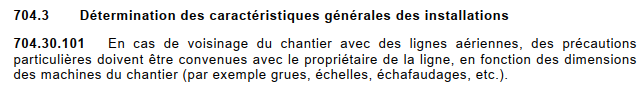 704.3 Détermination des caractéristiques générales des installations
704.30.101 En cas de voisinage du chantier avec des lignes aériennes, des précautions
particulières doivent être convenues avec le propriétaire de la ligne, en fonction des dimensions
des machines du chantier (par exemple grues, échelles, échafaudages, etc.).